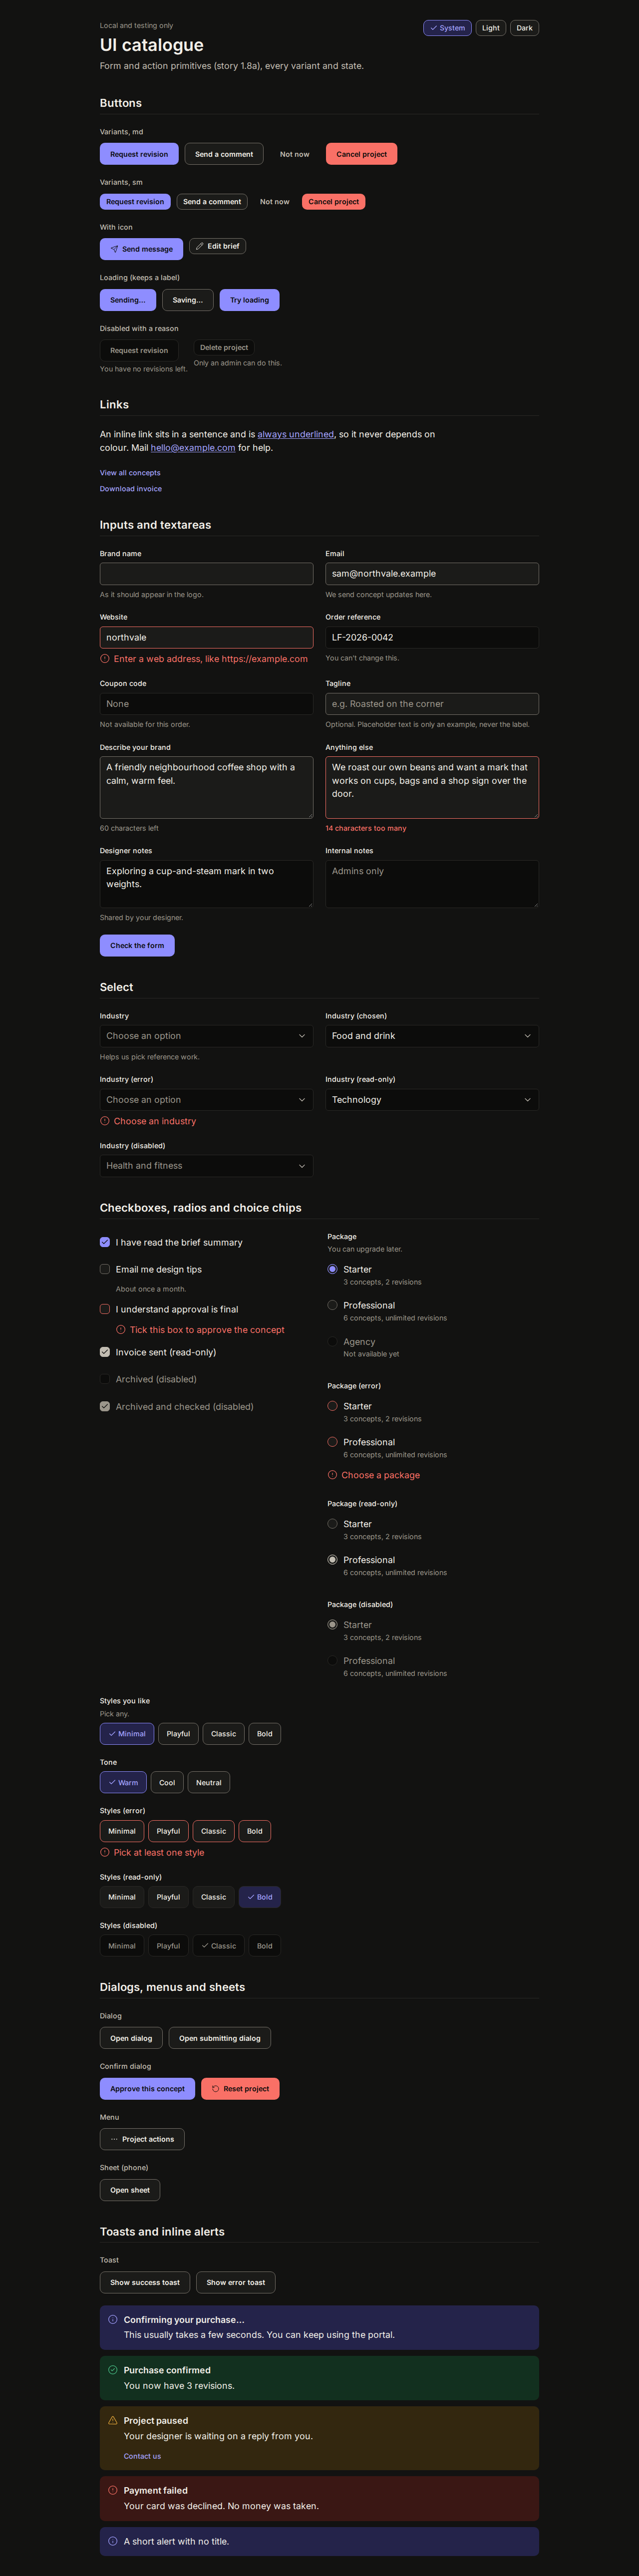 Local and testing only
System
Light
Dark
UI catalogue
Form and action primitives (story 1.8a), every variant and state.
Buttons
Variants, md
Request revision
Send a comment
Not now
Cancel project
Variants, sm
Request revision
Send a comment
Not now
Cancel project
With icon
Send message
Edit brief
Loading (keeps a label)
Sending…
Saving…
Try loading
Disabled with a reason
Request revision
Delete project
You have no revisions left.
Only an admin can do this.
Links
An inline link sits in a sentence and is always underlined, so it never depends on
colour. Mail hello@example.com for help.
View all concepts
Download invoice
Inputs and textareas
Brand name
As it should appear in the logo.
Email
sam@northvale.example
We send concept updates here.
Website
northvale
Enter a web address, like https://example.com
Order reference
LF-2026-0042
You can't change this.
Coupon code
None
Not available for this order.
Tagline
e.g. Roasted on the corner
Optional. Placeholder text is only an example, never the label.
Describe your brand
A friendly neighbourhood coffee shop with a
calm, warm feel.
60 characters left
Anything else
We roast our own beans and want a mark that
works on cups, bags and a shop sign over the
door.
14 characters too many
Designer notes
Exploring a cup-and-steam mark in two
weights.
Shared by your designer.
Internal notes
Admins only
Check the form
Select
Industry
Choose an option
Helps us pick reference work.
Industry (chosen)
Food and drink
Industry (error)
Choose an option
Choose an industry
Industry (read-only)
Technology
Industry (disabled)
Health and fitness
Checkboxes, radios and choice chips
I have read the brief summary
Email me design tips
About once a month.
I understand approval is final
Tick this box to approve the concept
Invoice sent (read-only)
Archived (disabled)
Archived and checked (disabled)
Package
You can upgrade later.
Starter
3 concepts, 2 revisions
Professional
6 concepts, unlimited revisions
Agency
Not available yet
Package (error)
Starter
3 concepts, 2 revisions
Professional
6 concepts, unlimited revisions
Choose a package
Package (read-only)
Starter
3 concepts, 2 revisions
Professional
6 concepts, unlimited revisions
Package (disabled)
Starter
3 concepts, 2 revisions
Professional
6 concepts, unlimited revisions
Styles you like
Pick any.
Minimal
Playful
Classic
Bold
Tone
Warm
Cool
Neutral
Styles (error)
Minimal
Playful
Classic
Bold
Pick at least one style
Styles (read-only)
Minimal
Playful
Classic
Bold
Styles (disabled)
Minimal
Playful
Classic
Bold
Dialogs, menus and sheets
Dialog
Open dialog
Open submitting dialog
Confirm dialog
Approve this concept
Reset project
Menu
Project actions
Sheet (phone)
Open sheet
Toasts and inline alerts
Toast
Show success toast
Show error toast
Confirming your purchase…
This usually takes a few seconds. You can keep using the portal.
Purchase confirmed
You now have 3 revisions.
Project paused
Your designer is waiting on a reply from you.
Contact us
Payment failed
Your card was declined. No money was taken.
A short alert with no title.